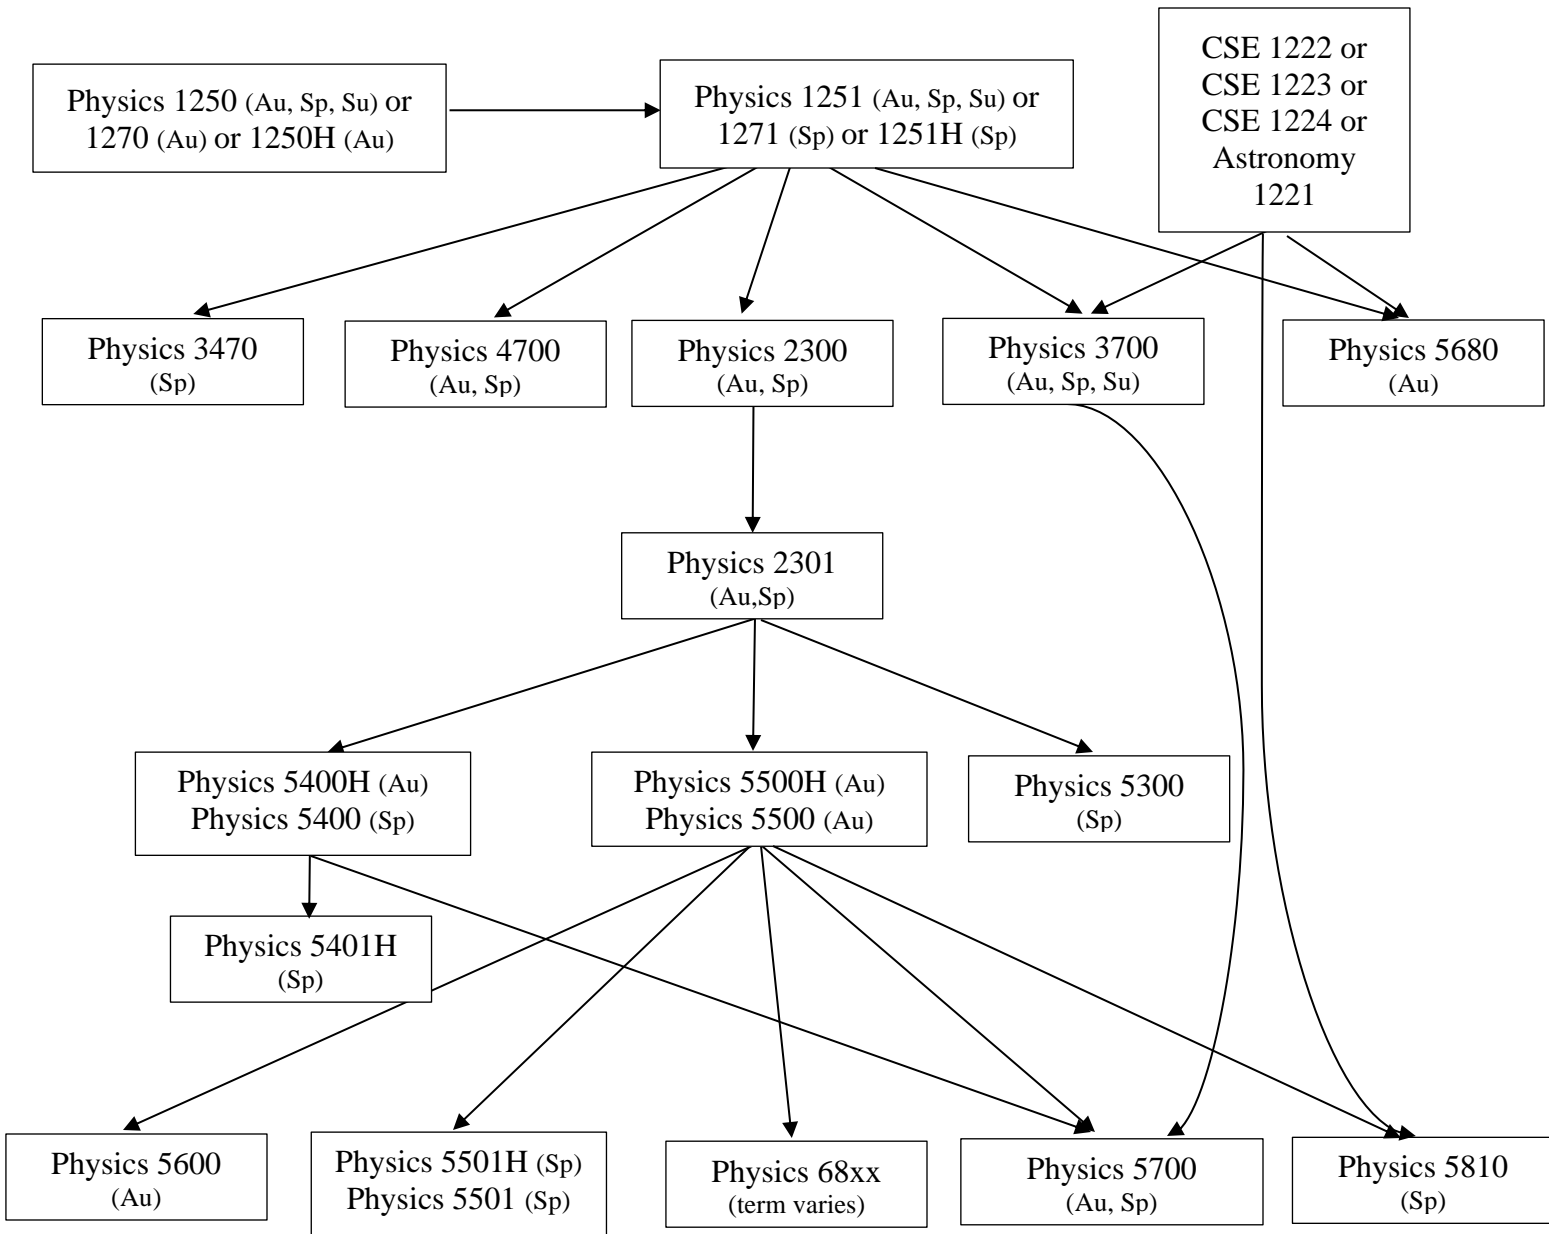 Physics 1250 (Au, Sp, Su) or
1270 (Au) or 1250H (Au)
Physics 1251 (Au, Sp, Su) or
1271 (Sp) or 1251H (Sp)
CSE 1222 or
CSE 1223 or
CSE 1224 or
Astronomy
1221
Physics 3470
(Sp)
Physics 4700
(Au, Sp)
Physics 2300
(Au, Sp)
Physics 3700
(Au, Sp, Su)
Physics 5680
(Au)
Physics 2301
(Au,Sp)
Physics 5400H (Au)
Physics 5400 (Sp)
Physics 5500H (Au)
Physics 5500 (Au)
Physics 5300
(Sp)
Physics 5401H
(Sp)
Physics 5600
(Au)
Physics 5501H (Sp)
Physics 5501 (Sp)
Physics 68xx
(term varies)
Physics 5700
(Au, Sp)
Physics 5810
(Sp)